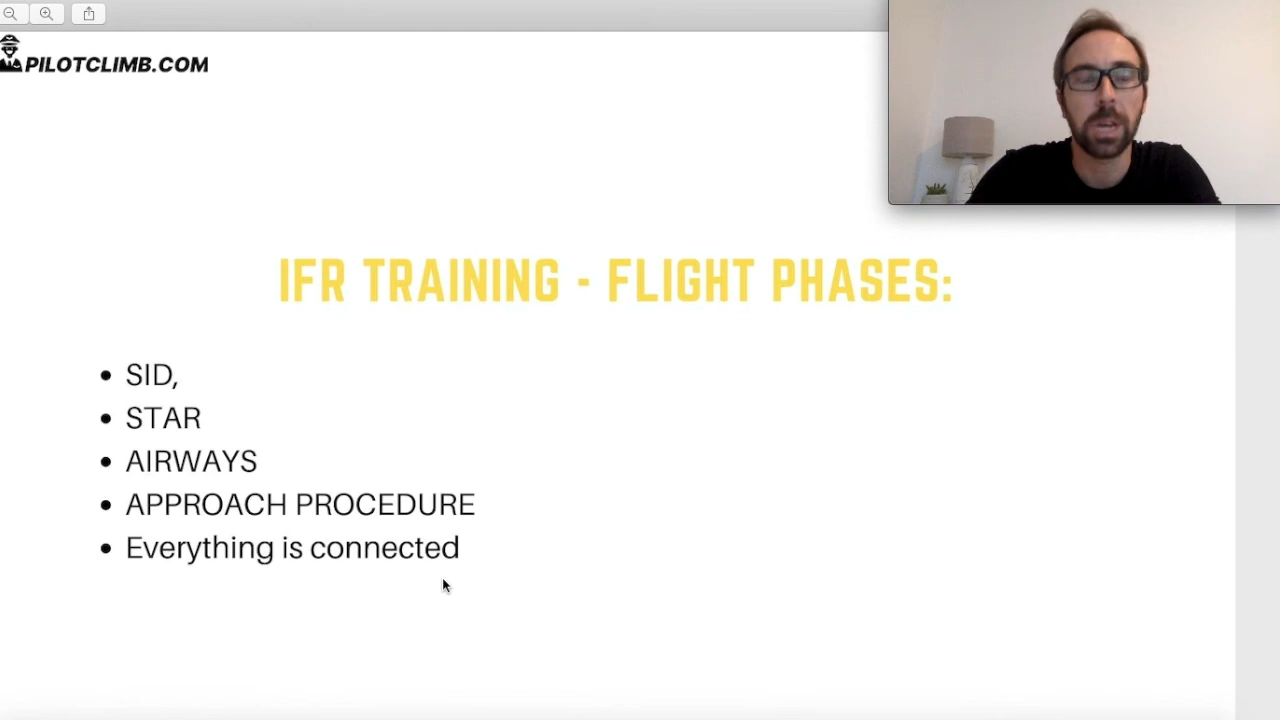 PILOTCLIMB.COM
IFR TRAINING - FLIGHT PHASES:
• SID,
• STAR
• AIRWAYS
• APPROACH PROCEDURE
• Everything is connected